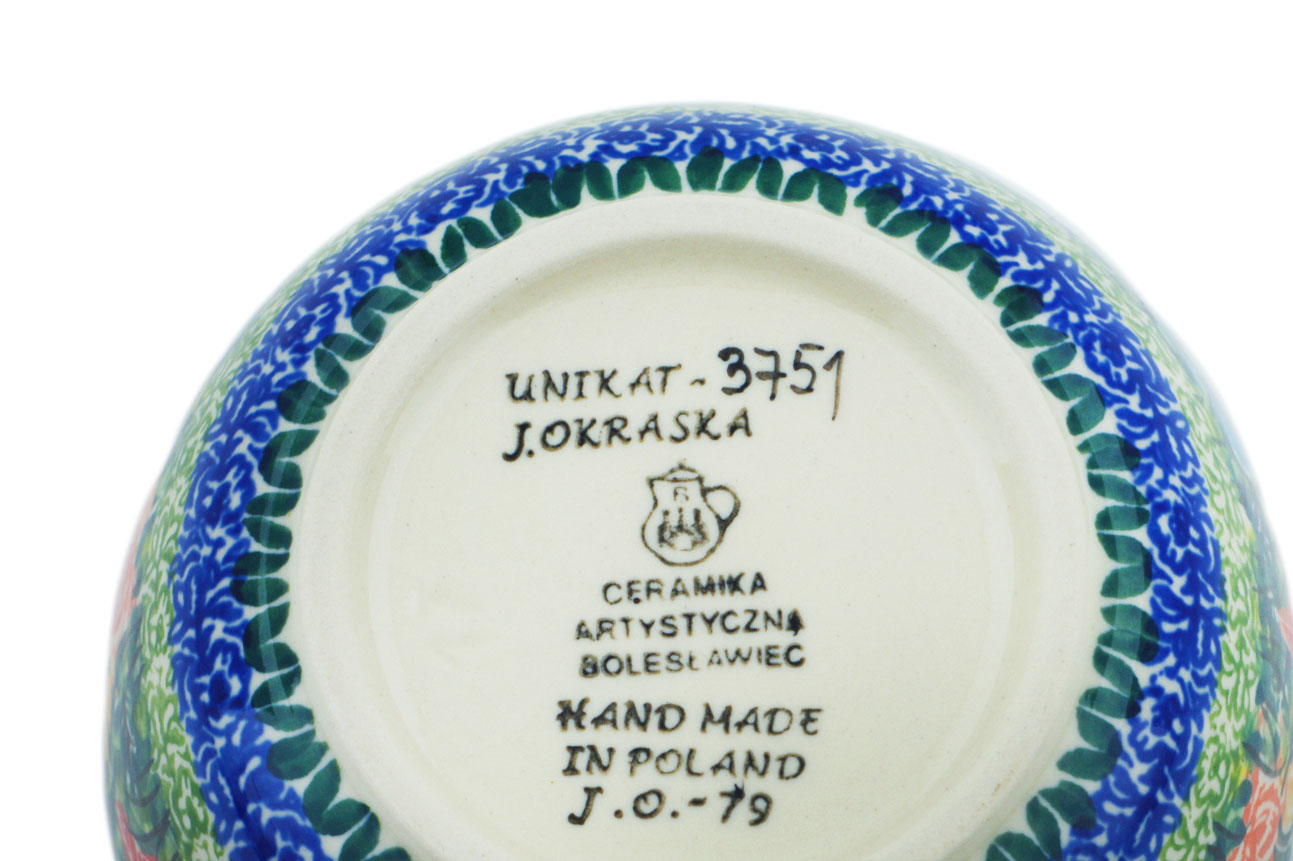 UNIKAT - 3751
J.OKRASKA
CERAMIKA
ARTYSTYCZNA
BOLESŁAWIEC
HAND MADE
IN POLAND
J.O.-79